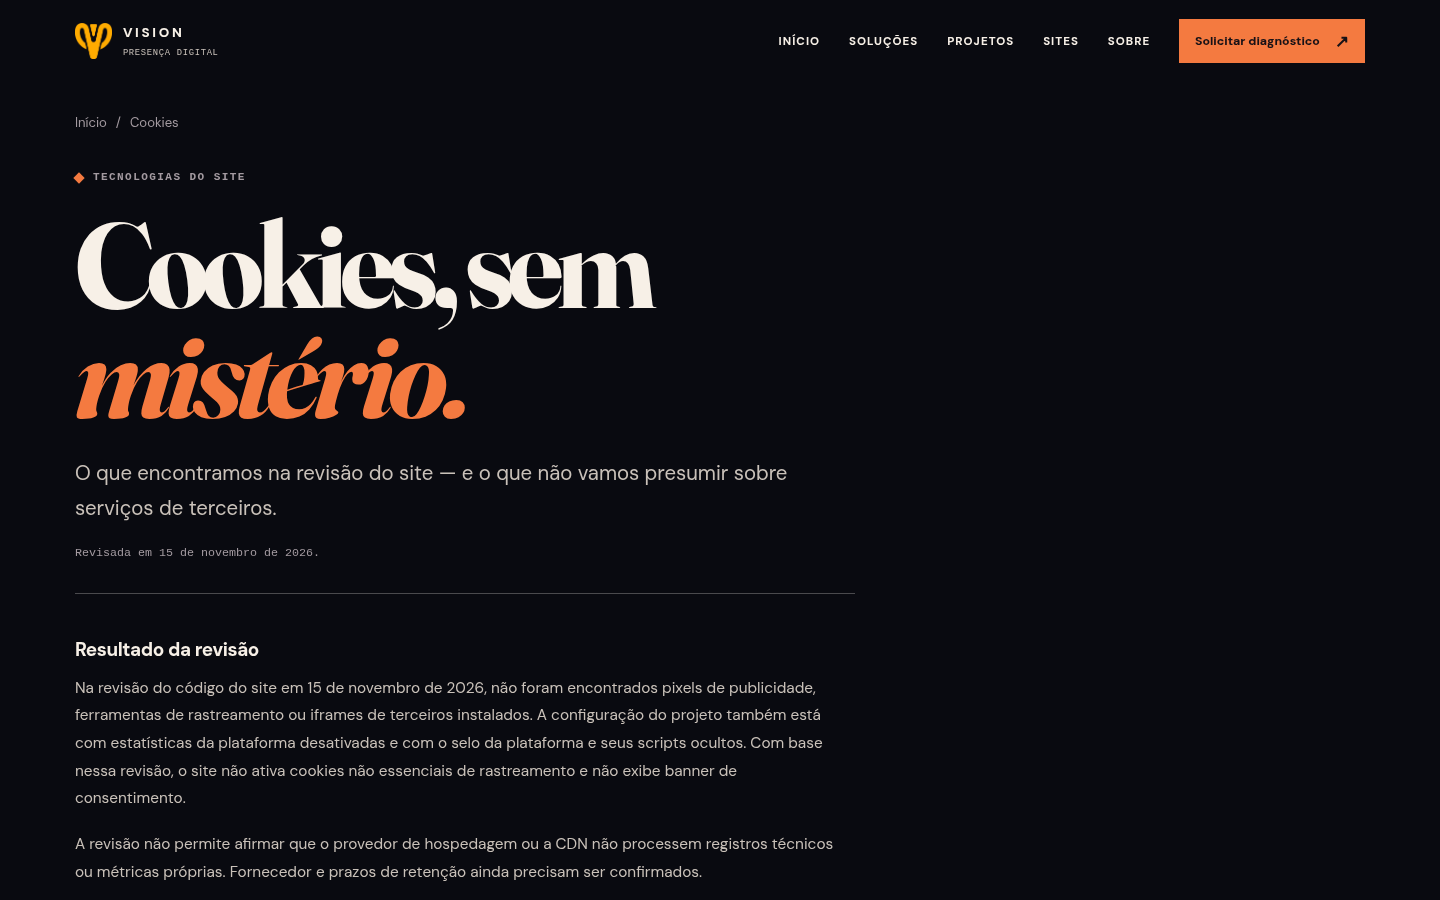 VISION
PRESENÇA DIGITAL
INÍCIO
SOLUÇÕES
PROJETOS
SITES
SOBRE
Solicitar diagnóstico ↗
Início / Cookies
TECNOLOGIAS DO SITE
Cookies, sem
mistério.
O que encontramos na revisão do site — e o que não vamos presumir sobre
serviços de terceiros.
Revisada em 15 de novembro de 2026.
Resultado da revisão
Na revisão do código do site em 15 de novembro de 2026, não foram encontrados pixels de publicidade,
ferramentas de rastreamento ou iframes de terceiros instalados. A configuração do projeto também está
com estatísticas da plataforma desativadas e com o selo da plataforma e seus scripts ocultos. Com base
nessa revisão, o site não ativa cookies não essenciais de rastreamento e não exibe banner de
consentimento.
A revisão não permite afirmar que o provedor de hospedagem ou a CDN não processem registros técnicos
ou métricas próprias. Fornecedor e prazos de retenção ainda precisam ser confirmados.